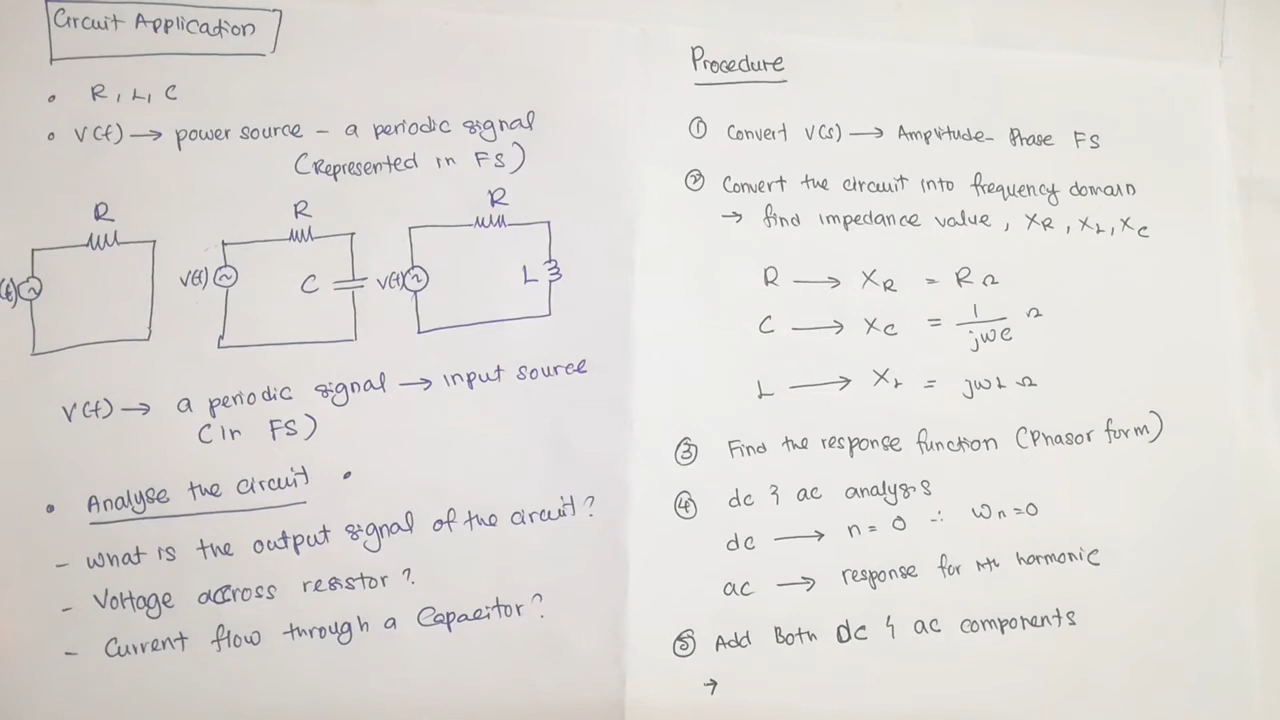 Circuit Application
• R, L, C
• V(t) → power source - a periodic signal
(Represented in FS)
R
R
R
(t)
V(t)
C
V(t)
L
V(t) → a periodic signal → input source
(in FS)
• Analyse the circuit •
- What is the output signal of the circuit?
- Voltage across resistor?
- Current flow through a Capacitor?
Procedure
① Convert V(s) → Amplitude-Phase FS
② Convert the circuit into frequency domain
→ find impedance value, XR, XL, XC
R → XR = R Ω
C → XC = 1/jωC Ω
L → XL = jωL Ω
③ Find the response function (Phasor form)
④ dc & ac analysis
dc → n = 0 ∴ ωn = 0
ac → response for nth harmonic
⑤ Add Both dc & ac components
→